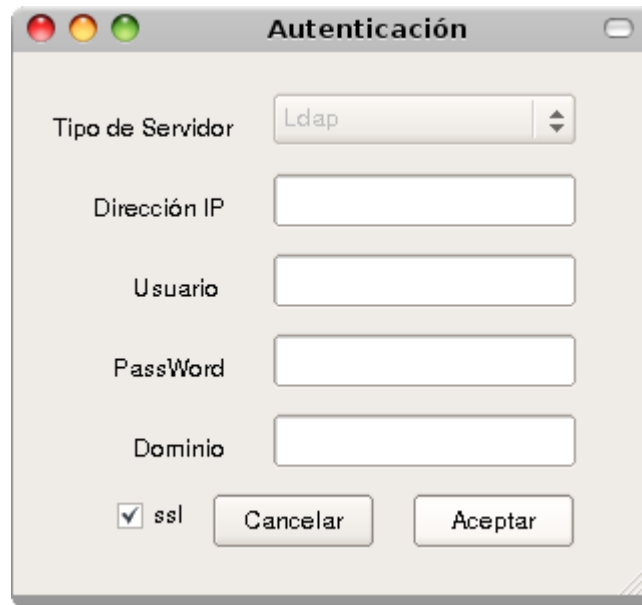 Autenticación
Tipo de Servidor Ldap
Dirección IP
Usuario
PassWord
Dominio
ssl Cancelar Aceptar